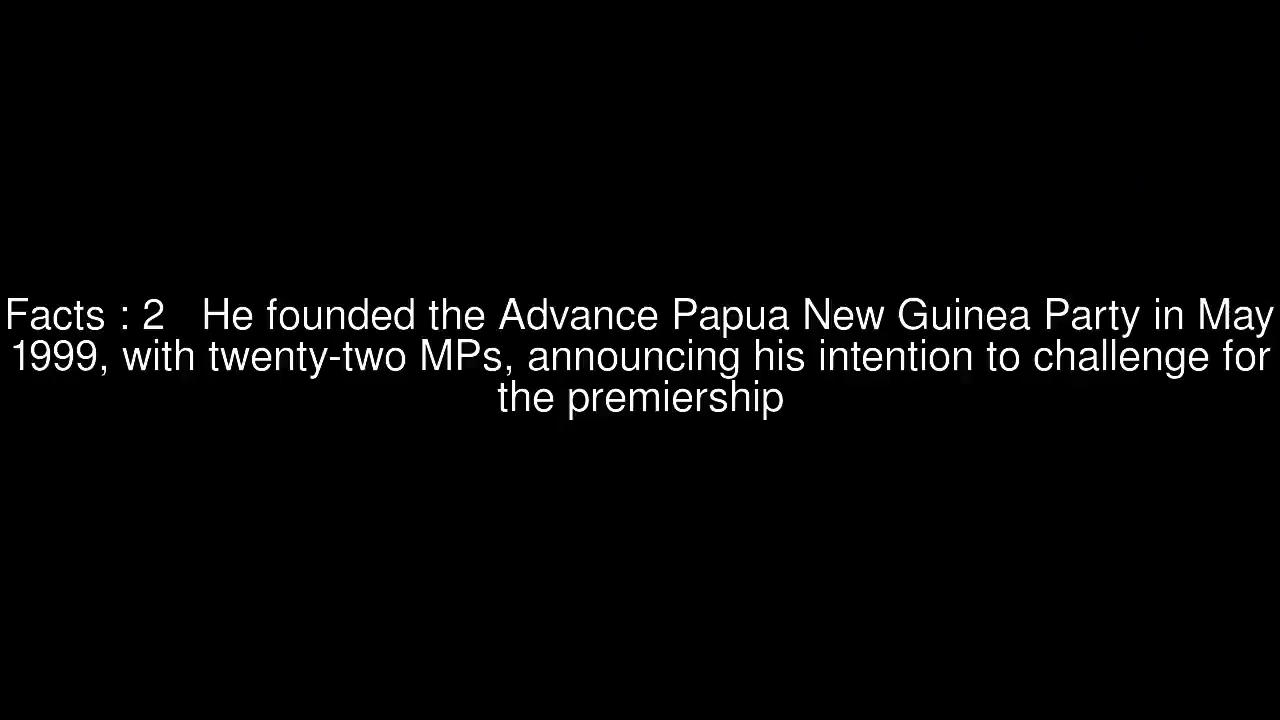 Facts : 2   He founded the Advance Papua New Guinea Party in May
1999, with twenty-two MPs, announcing his intention to challenge for
the premiership